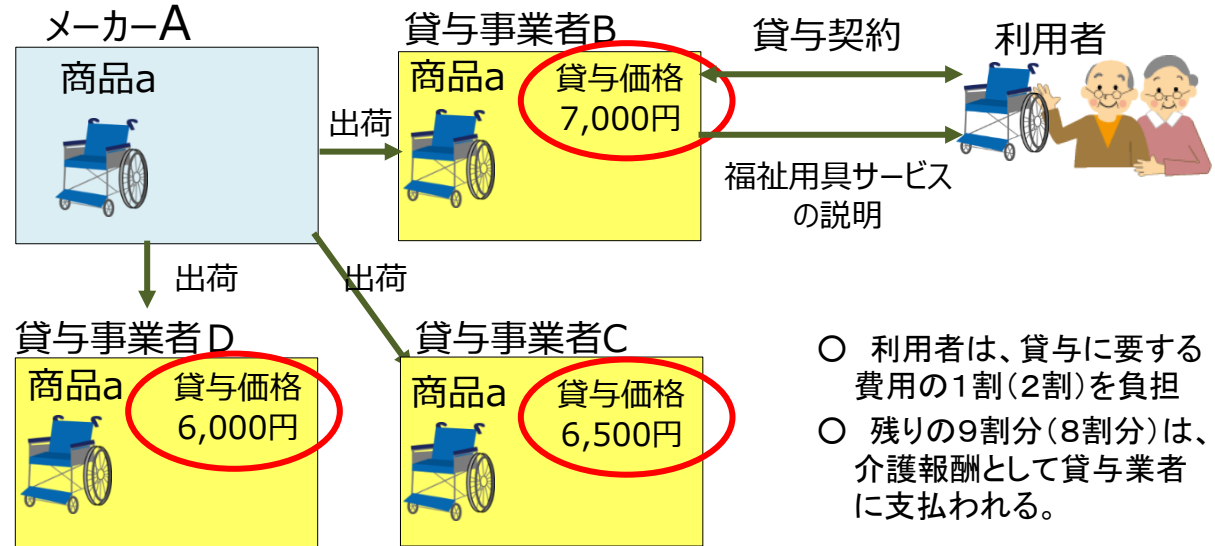 メーカーA
商品a
出荷
貸与事業者B
商品a
貸与価格
7,000円
貸与契約
利用者
福祉用具サービス
の説明
出荷
出荷
貸与事業者D
商品a
貸与価格
6,000円
貸与事業者C
商品a
貸与価格
6,500円
○　利用者は、貸与に要する
費用の１割（２割）を負担
○　残りの９割分（８割分）は、
介護報酬として貸与業者
に支払われる。